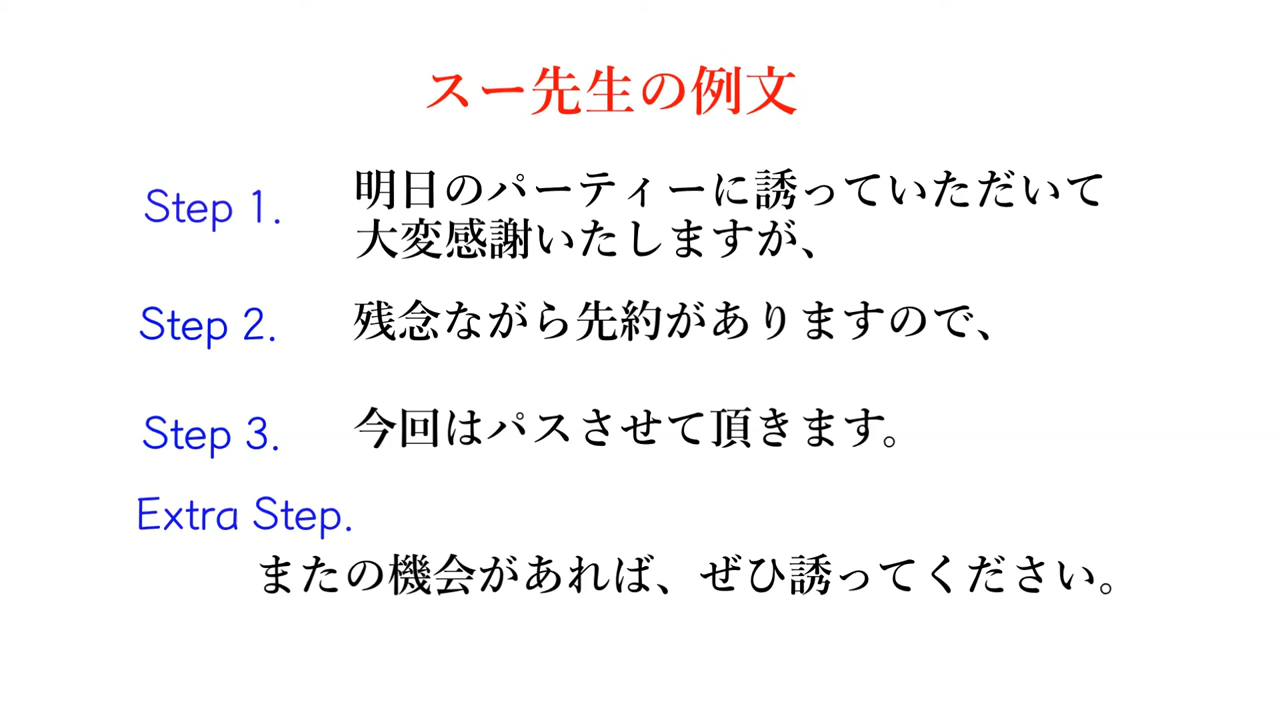 スー先生の例文
Step 1.
明日のパーティーに誘っていただいて
大変感謝いたしますが、
Step 2.
残念ながら先約がありますので、
Step 3.
今回はパスさせて頂きます。
Extra Step.
またの機会があれば、ぜひ誘ってください。